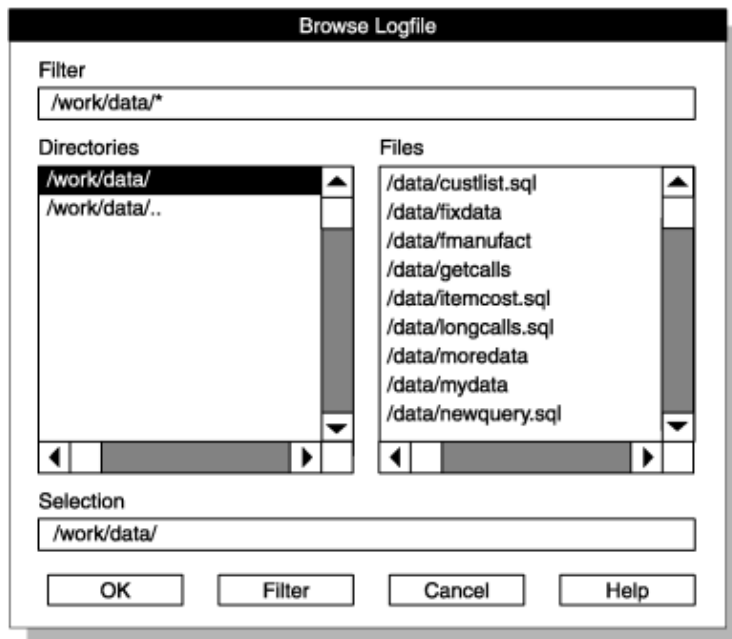 Browse Logfile
Filter
/work/data/*
Directories
/work/data/
/work/data/..
Files
/data/custlist.sql
/data/fixdata
/data/fmanufact
/data/getcalls
/data/itemcost.sql
/data/longcalls.sql
/data/moredata
/data/mydata
/data/newquery.sql
Selection
/work/data/
OK Filter Cancel Help